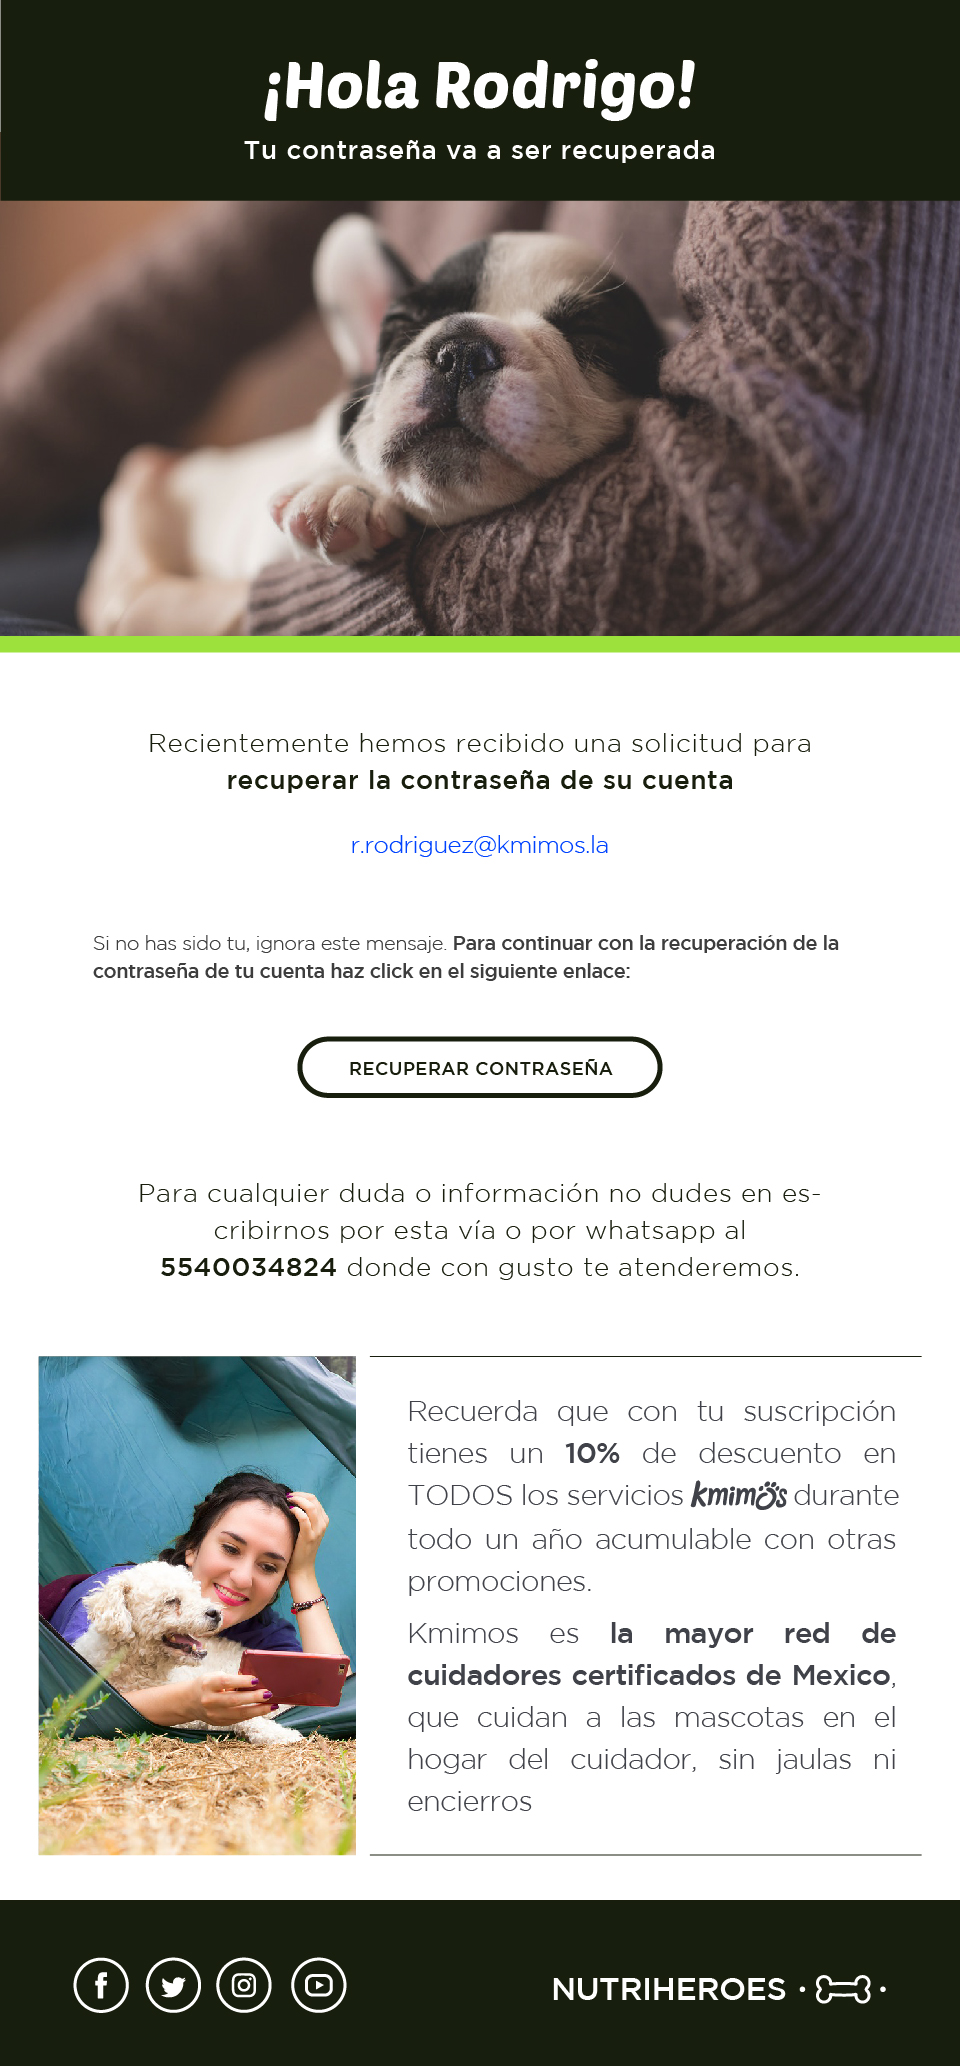 ¡Hola Rodrigo!
Tu contraseña va a ser recuperada
Recientemente hemos recibido una solicitud para
recuperar la contraseña de su cuenta
r.rodriguez@kmimos.la
Si no has sido tu, ignora este mensaje. Para continuar con la recuperación de la
contraseña de tu cuenta haz click en el siguiente enlace:
RECUPERAR CONTRASEÑA
Para cualquier duda o información no dudes en es-
cribirnos por esta vía o por whatsapp al
5540034824 donde con gusto te atenderemos.
Recuerda que con tu suscripción
tienes un 10% de descuento en
TODOS los servicios kmimos durante
todo un año acumulable con otras
promociones.
Kmimos es la mayor red de
cuidadores certificados de Mexico,
que cuidan a las mascotas en el
hogar del cuidador, sin jaulas ni
encierros
NUTRIHEROES